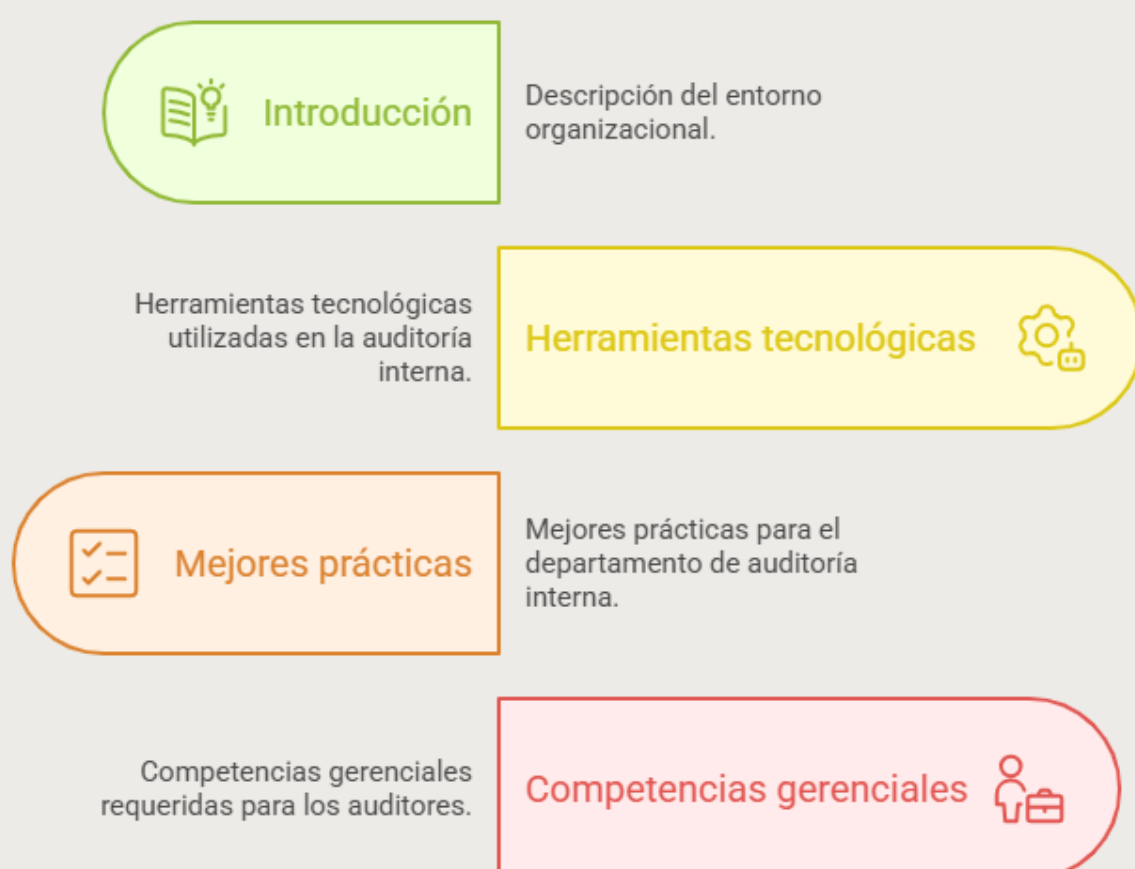 Introducción
Descripción del entorno
organizacional.
Herramientas tecnológicas
utilizadas en la auditoría
interna.
Herramientas tecnológicas
Mejores prácticas
Mejores prácticas para el
departamento de auditoría
interna.
Competencias gerenciales
requeridas para los auditores.
Competencias gerenciales